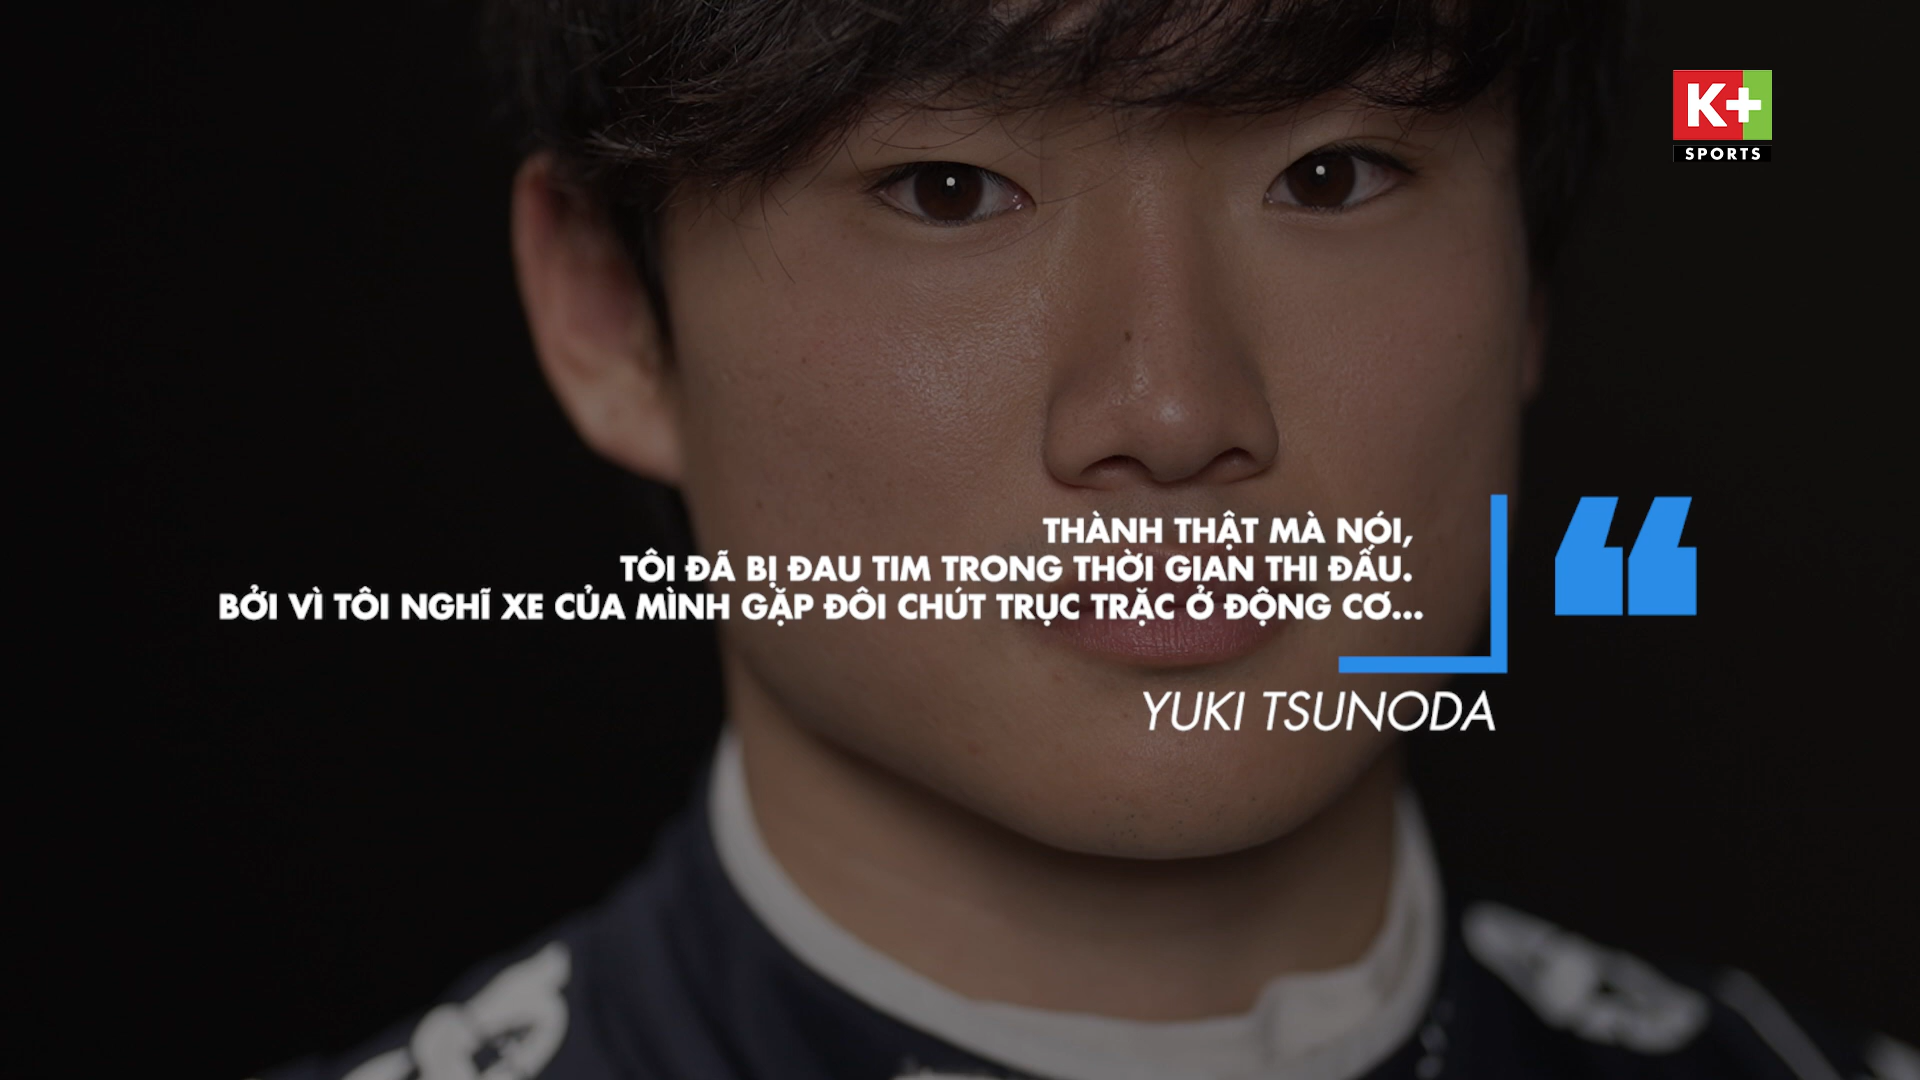 K+
SPORTS
THÀNH THẬT MÀ NÓI,
TÔI ĐÃ BỊ ĐAU TIM TRONG THỜI GIAN THI ĐẤU.
BỞI VÌ TÔI NGHĨ XE CỦA MÌNH GẶP ĐÔI CHÚT TRỤC TRẶC Ở ĐỘNG CƠ...
“
YUKI TSUNODA